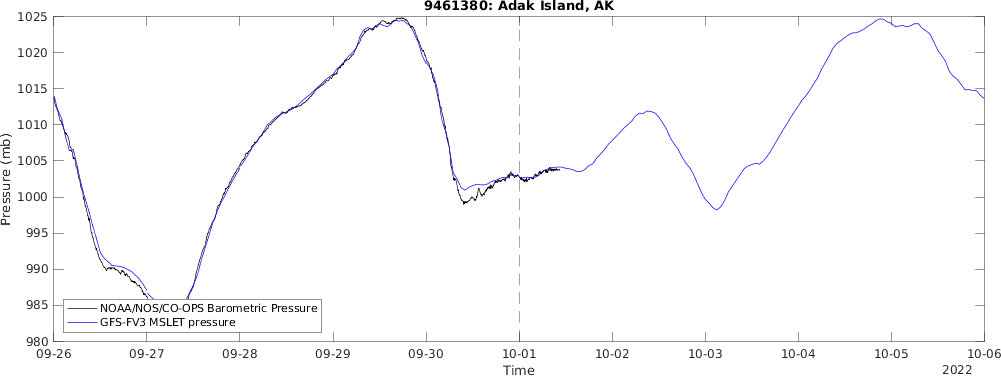 9461380: Adak Island, AK
Pressure (mb)
1025
1020
1015
1010
1005
1000
995
990
985
980
NOAA/NOS/CO-OPS Barometric Pressure
GFS-FV3 MSLET pressure
09-26 09-27 09-28 09-29 09-30 10-01 10-02 10-03 10-04 10-05 10-06
Time
2022